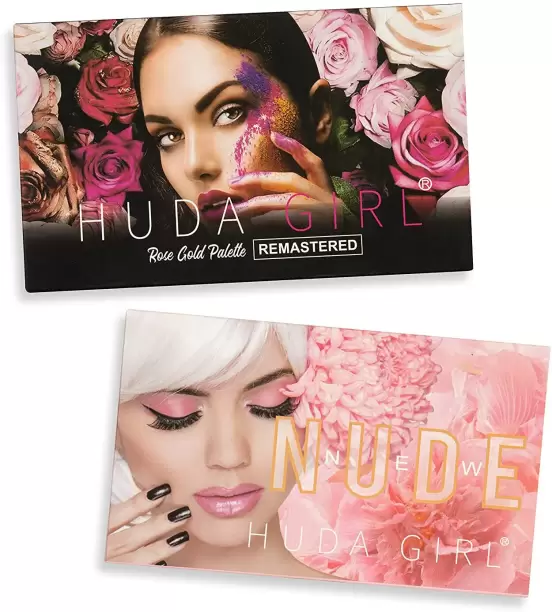 HUDA GIRL®
Rose Gold Palette REMASTERED
NUDE
NEW
HUDA GIRL®